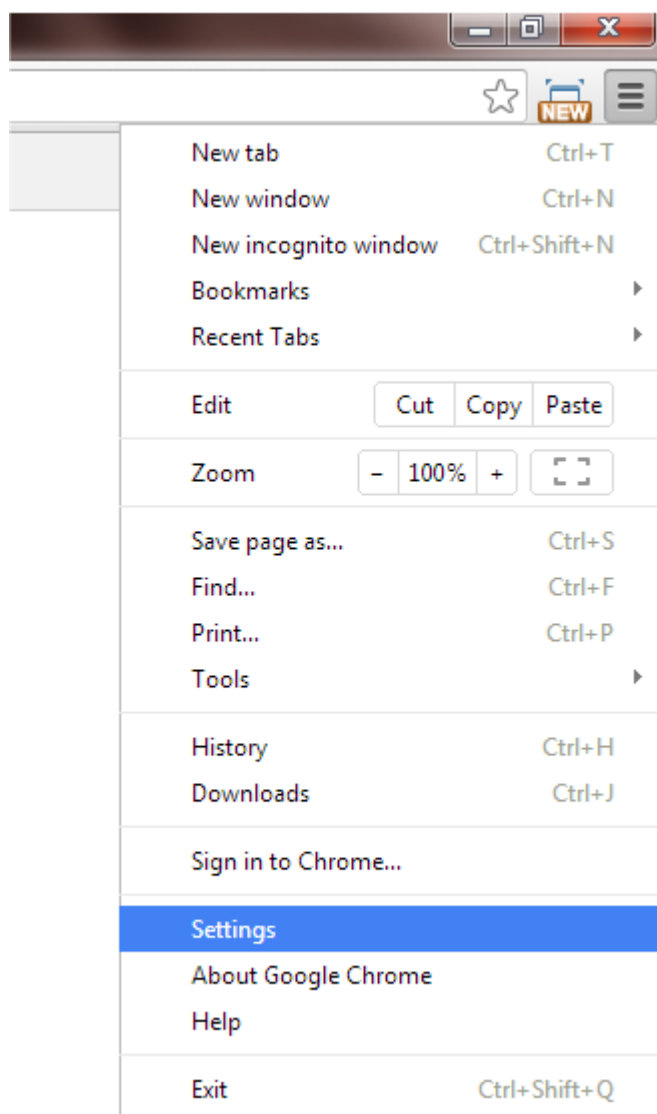 NEW
New tab Ctrl+T
New window Ctrl+N
New incognito window Ctrl+Shift+N
Bookmarks
Recent Tabs
Edit Cut Copy Paste
Zoom - 100% +
Save page as... Ctrl+S
Find... Ctrl+F
Print... Ctrl+P
Tools
History Ctrl+H
Downloads Ctrl+J
Sign in to Chrome...
Settings
About Google Chrome
Help
Exit Ctrl+Shift+Q